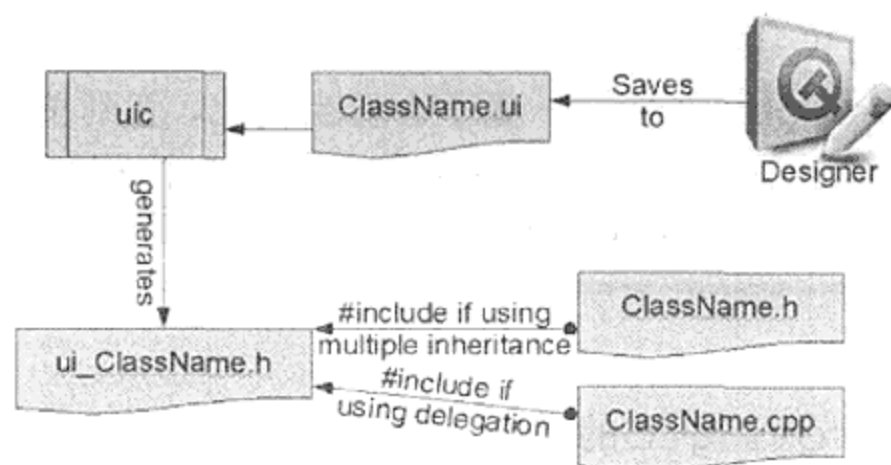 uic
ClassName.ui
Saves
to
Designer
generates
ui_ClassName.h
#include if using
multiple inheritance
ClassName.h
#include if
using delegation
ClassName.cpp